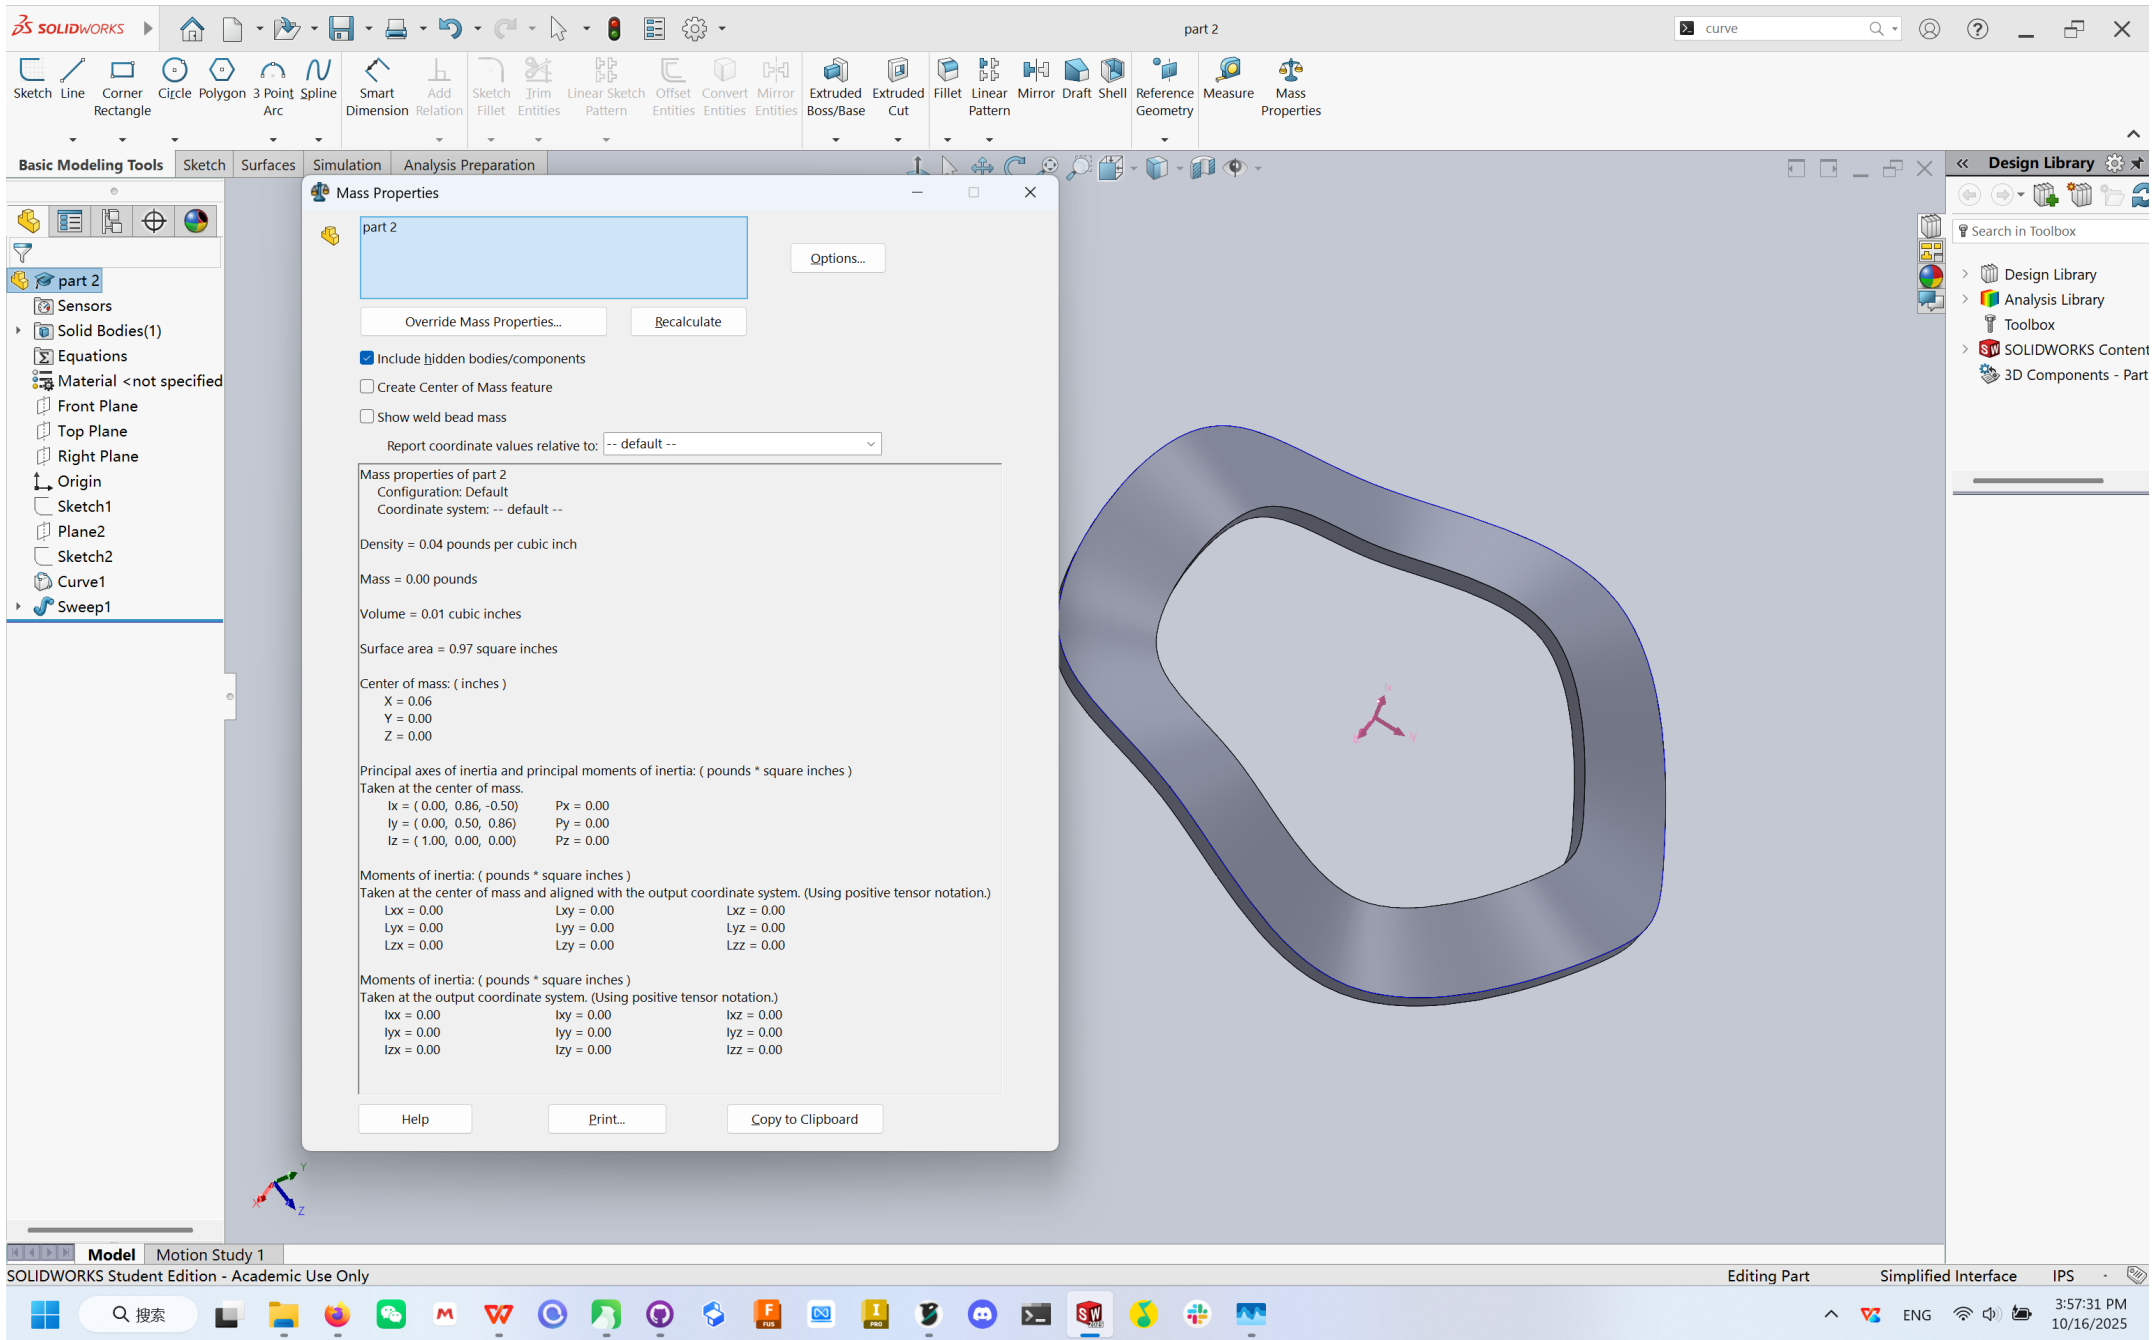 SOLIDWORKS
part 2
curve
Sketch
Line
Corner Rectangle
Circle
Polygon
3 Point Arc
Spline
Smart Dimension
Add Relation
Sketch Fillet
Trim Entities
Linear Sketch Pattern
Offset Entities
Convert Entities
Mirror Entities
Extruded Boss/Base
Extruded Cut
Fillet
Linear Pattern
Mirror
Draft
Shell
Reference Geometry
Measure
Mass Properties
Basic Modeling Tools
Sketch
Surfaces
Simulation
Analysis Preparation
part 2
Sensors
Solid Bodies(1)
Equations
Material <not specified
Front Plane
Top Plane
Right Plane
Origin
Sketch1
Plane2
Sketch2
Curve1
Sweep1
Mass Properties
part 2
Options...
Override Mass Properties...
Recalculate
Include hidden bodies/components
Create Center of Mass feature
Show weld bead mass
Report coordinate values relative to: -- default --
Mass properties of part 2
Configuration: Default
Coordinate system: -- default --
Density = 0.04 pounds per cubic inch
Mass = 0.00 pounds
Volume = 0.01 cubic inches
Surface area = 0.97 square inches
Center of mass: ( inches )
X = 0.06
Y = 0.00
Z = 0.00
Principal axes of inertia and principal moments of inertia: ( pounds * square inches )
Taken at the center of mass.
Ix = ( 0.00, 0.86, -0.50) Px = 0.00
Iy = ( 0.00, 0.50, 0.86) Py = 0.00
Iz = ( 1.00, 0.00, 0.00) Pz = 0.00
Moments of inertia: ( pounds * square inches )
Taken at the center of mass and aligned with the output coordinate system. (Using positive tensor notation.)
Lxx = 0.00 Lxy = 0.00 Lxz = 0.00
Lyx = 0.00 Lyy = 0.00 Lyz = 0.00
Lzx = 0.00 Lzy = 0.00 Lzz = 0.00
Moments of inertia: ( pounds * square inches )
Taken at the output coordinate system. (Using positive tensor notation.)
Ixx = 0.00 Ixy = 0.00 Ixz = 0.00
Iyx = 0.00 Iyy = 0.00 Iyz = 0.00
Izx = 0.00 Izy = 0.00 Izz = 0.00
Help
Print...
Copy to Clipboard
Y
X
Z
Design Library
Search in Toolbox
Design Library
Analysis Library
Toolbox
SW SOLIDWORKS Content
3D Components - Part
Model
Motion Study 1
SOLIDWORKS Student Edition - Academic Use Only
Editing Part
Simplified Interface
IPS
搜索
F FUS
I PRO
SW 2025
ENG
3:57:31 PM
10/16/2025